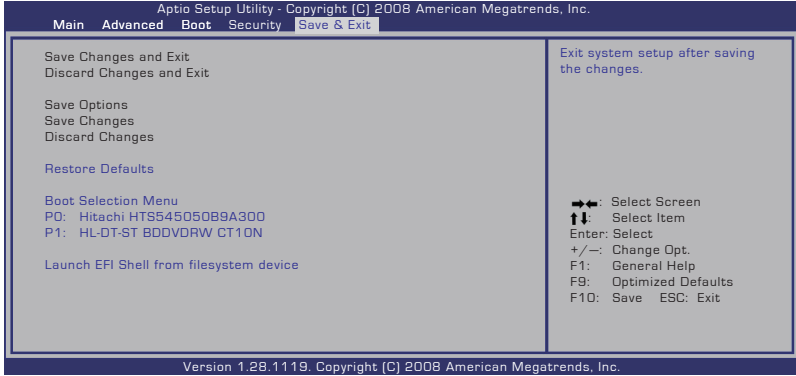 Aptio Setup Utility - Copyright (C) 2008 American Megatrends, Inc.
Main Advanced Boot Security Save & Exit
Save Changes and Exit
Discard Changes and Exit
Save Options
Save Changes
Discard Changes
Restore Defaults
Boot Selection Menu
P0: Hitachi HTS545050B9A300
P1: HL-DT-ST BDDVDRW CT10N
Launch EFI Shell from filesystem device
Exit system setup after saving
the changes.
→←: Select Screen
↑↓: Select Item
Enter: Select
+/—: Change Opt.
F1: General Help
F9: Optimized Defaults
F10: Save ESC: Exit
Version 1.28.1119. Copyright (C) 2008 American Megatrends, Inc.